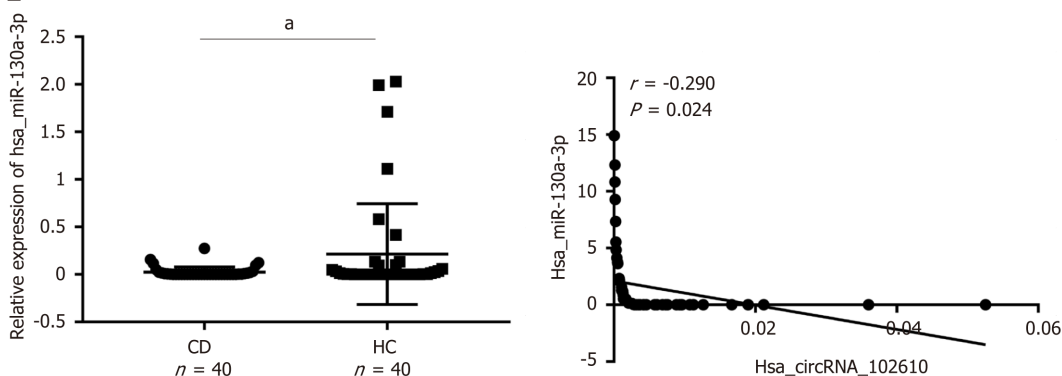 a
Relative expression of hsa_miR-130a-3p
2.5
2.0
1.5
1
0.5
0
-0.5
CD
n = 40
HC
n = 40
r = -0.290
P = 0.024
Hsa_miR-130a-3p
20
15
10
5
0
-5
0.02
0.04
0.06
Hsa_circRNA_102610